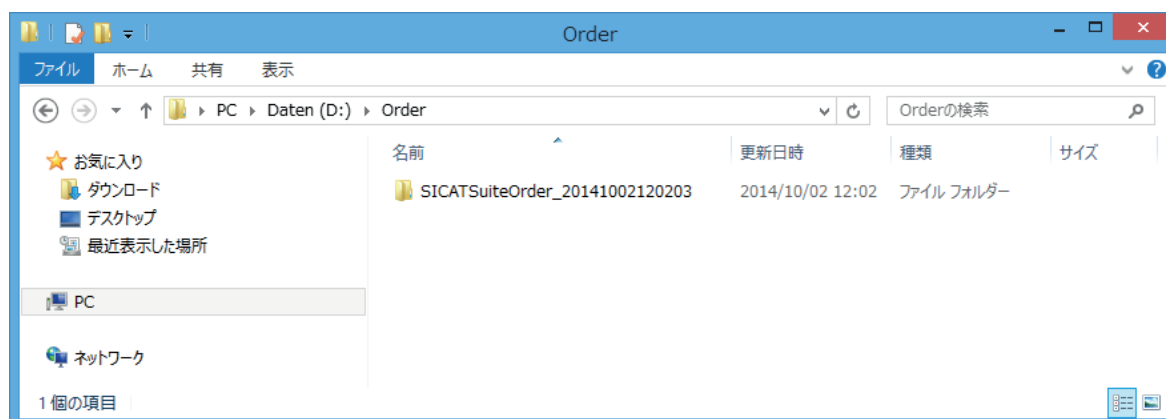 Order
ファイル ホーム 共有 表示
PC Daten (D:) Order Orderの検索
名前 更新日時 種類 サイズ
お気に入り
SICATSuiteOrder_20141002120203 2014/10/02 12:02 ファイル フォルダー
ダウンロード
デスクトップ
最近表示した場所
PC
ネットワーク
1 個の項目